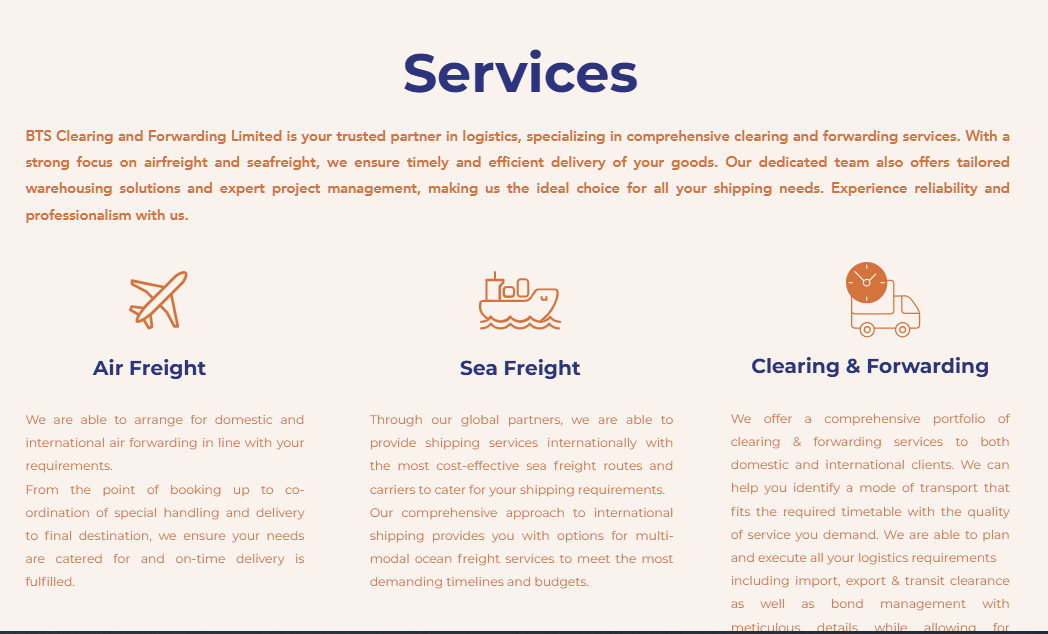 Services
BTS Clearing and Forwarding Limited is your trusted partner in logistics, specializing in comprehensive clearing and forwarding services. With a
strong focus on airfreight and seafreight, we ensure timely and efficient delivery of your goods. Our dedicated team also offers tailored
warehousing solutions and expert project management, making us the ideal choice for all your shipping needs. Experience reliability and
professionalism with us.
Air Freight
We are able to arrange for domestic and
international air forwarding in line with your
requirements.
From the point of booking up to co-
ordination of special handling and delivery
to final destination, we ensure your needs
are catered for and on-time delivery is
fulfilled.
Sea Freight
Through our global partners, we are able to
provide shipping services internationally with
the most cost-effective sea freight routes and
carriers to cater for your shipping requirements.
Our comprehensive approach to international
shipping provides you with options for multi-
modal ocean freight services to meet the most
demanding timelines and budgets.
Clearing & Forwarding
We offer a comprehensive portfolio of
clearing & forwarding services to both
domestic and international clients. We can
help you identify a mode of transport that
fits the required timetable with the quality
of service you demand. We are able to plan
and execute all your logistics requirements
including import, export & transit clearance
as well as bond management with
meticulous details while allowing for